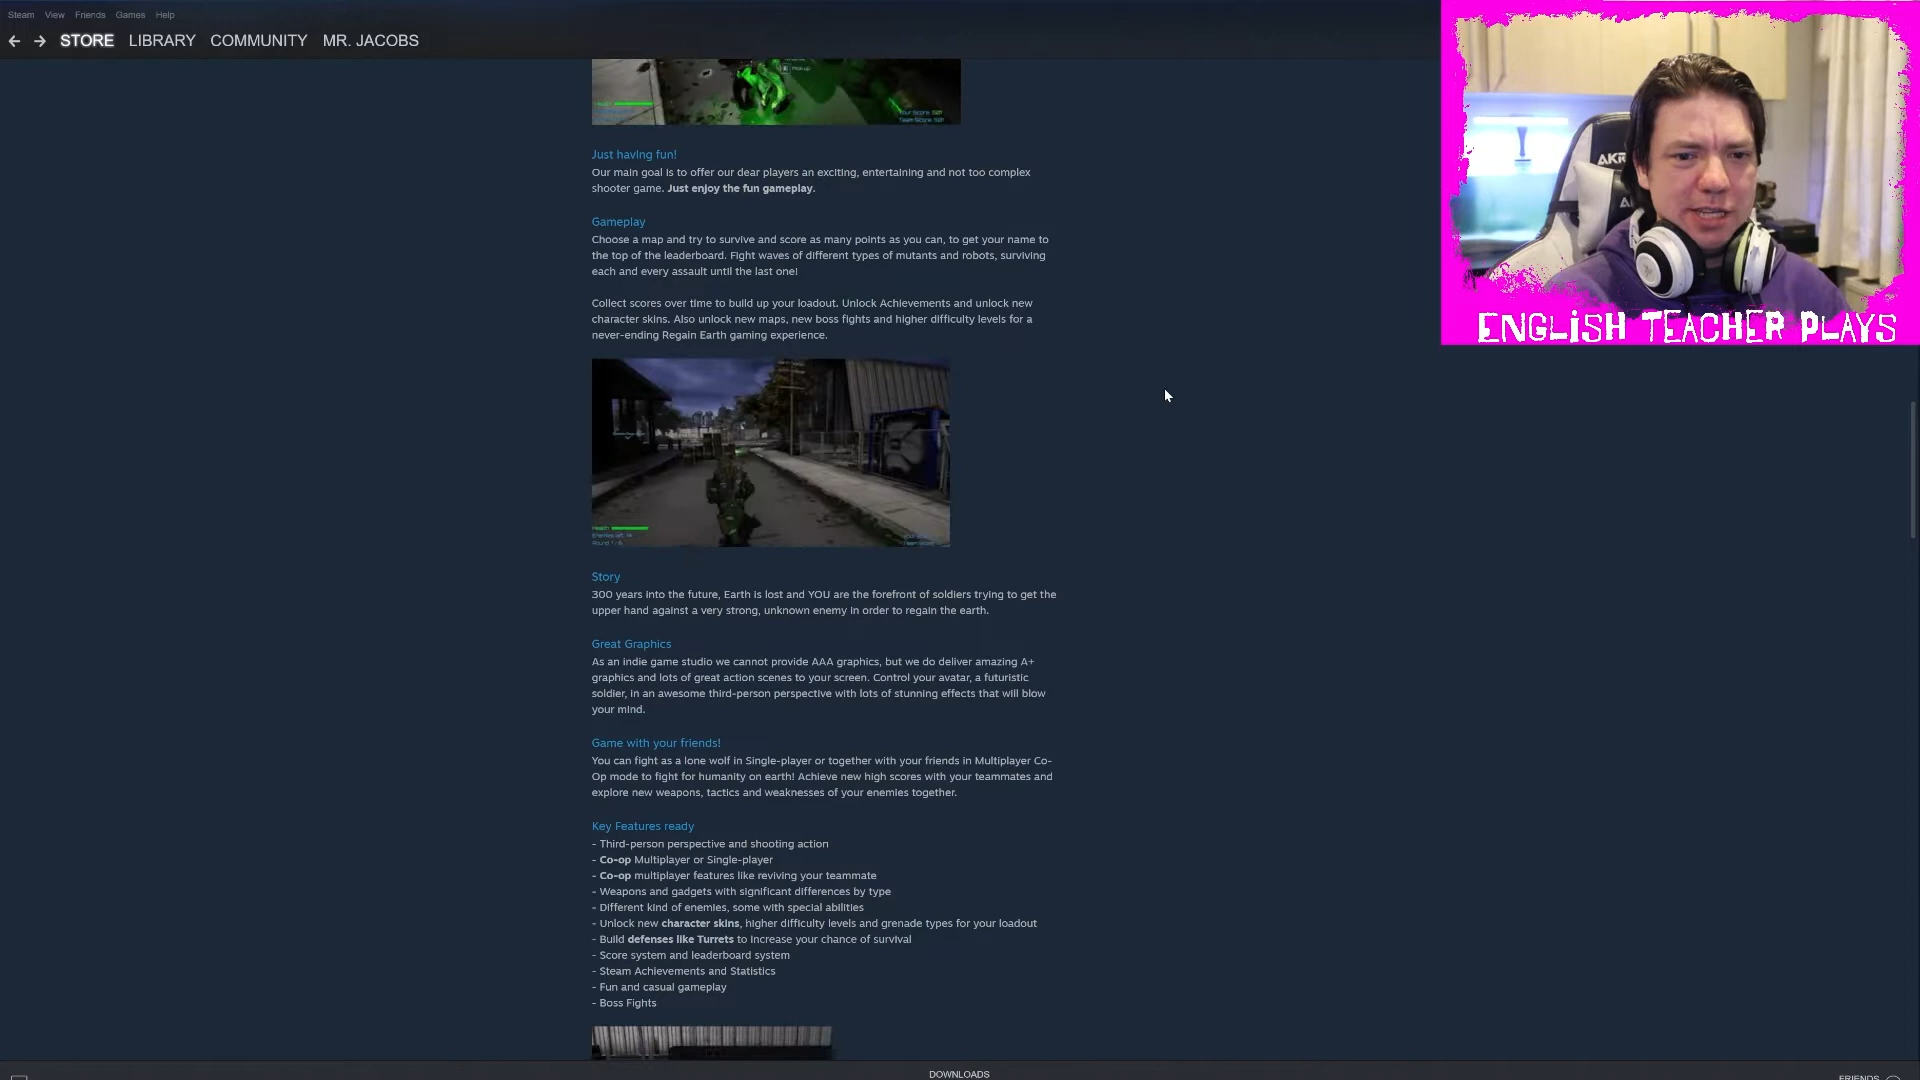 Steam View Friends Games Help
STORE LIBRARY COMMUNITY MR. JACOBS
Pick up
Your Score
Team Score
AKR
ENGLISH TEACHER PLAYS
Just having fun!
Our main goal is to offer our dear players an exciting, entertaining and not too complex
shooter game. Just enjoy the fun gameplay.
Gameplay
Choose a map and try to survive and score as many points as you can, to get your name to
the top of the leaderboard. Fight waves of different types of mutants and robots, surviving
each and every assault until the last one!
Collect scores over time to build up your loadout. Unlock Achievements and unlock new
character skins. Also unlock new maps, new boss fights and higher difficulty levels for a
never-ending Regain Earth gaming experience.
Health
Enemies left:
Round
Story
300 years into the future, Earth is lost and YOU are the forefront of soldiers trying to get the
upper hand against a very strong, unknown enemy in order to regain the earth.
Great Graphics
As an indie game studio we cannot provide AAA graphics, but we do deliver amazing A+
graphics and lots of great action scenes to your screen. Control your avatar, a futuristic
soldier, in an awesome third-person perspective with lots of stunning effects that will blow
your mind.
Game with your friends!
You can fight as a lone wolf in Single-player or together with your friends in Multiplayer Co-
Op mode to fight for humanity on earth! Achieve new high scores with your teammates and
explore new weapons, tactics and weaknesses of your enemies together.
Key Features ready
- Third-person perspective and shooting action
- Co-op Multiplayer or Single-player
- Co-op multiplayer features like reviving your teammate
- Weapons and gadgets with significant differences by type
- Different kind of enemies, some with special abilities
- Unlock new character skins, higher difficulty levels and grenade types for your loadout
- Build defenses like Turrets to increase your chance of survival
- Score system and leaderboard system
- Steam Achievements and Statistics
- Fun and casual gameplay
- Boss Fights
DOWNLOADS
FRIENDS